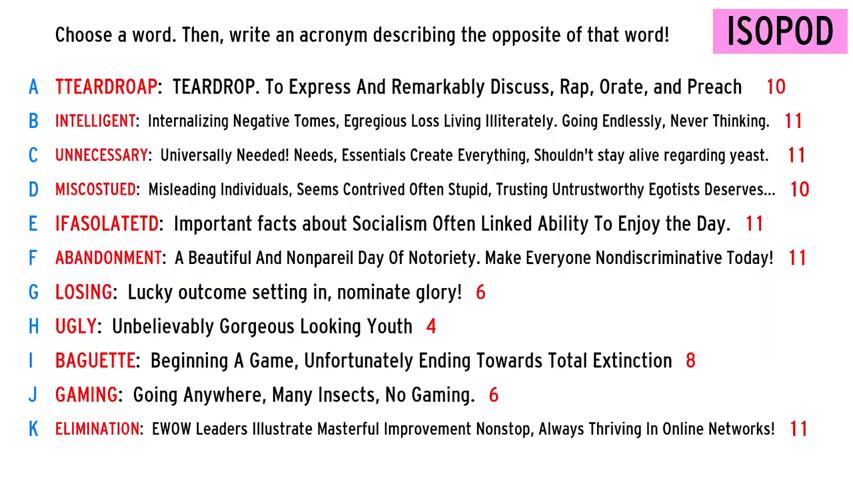 Choose a word. Then, write an acronym describing the opposite of that word!
ISOPOD
A TTEARDROAP: TEARDROP. To Express And Remarkably Discuss, Rap, Orate, and Preach 10
B INTELLIGENT: Internalizing Negative Tomes, Egregious Loss Living Illiterately. Going Endlessly, Never Thinking. 11
C UNNECESSARY: Universally Needed! Needs, Essentials Create Everything, Shouldn't stay alive regarding yeast. 11
D MISCOSTUED: Misleading Individuals, Seems Contrived Often Stupid, Trusting Untrustworthy Egotists Deserves... 10
E IFASOLATETD: Important facts about Socialism Often Linked Ability To Enjoy the Day. 11
F ABANDONMENT: A Beautiful And Nonpareil Day Of Notoriety. Make Everyone Nondiscriminative Today! 11
G LOSING: Lucky outcome setting in, nominate glory! 6
H UGLY: Unbelievably Gorgeous Looking Youth 4
I BAGUETTE: Beginning A Game, Unfortunately Ending Towards Total Extinction 8
J GAMING: Going Anywhere, Many Insects, No Gaming. 6
K ELIMINATION: EWOW Leaders Illustrate Masterful Improvement Nonstop, Always Thriving In Online Networks! 11